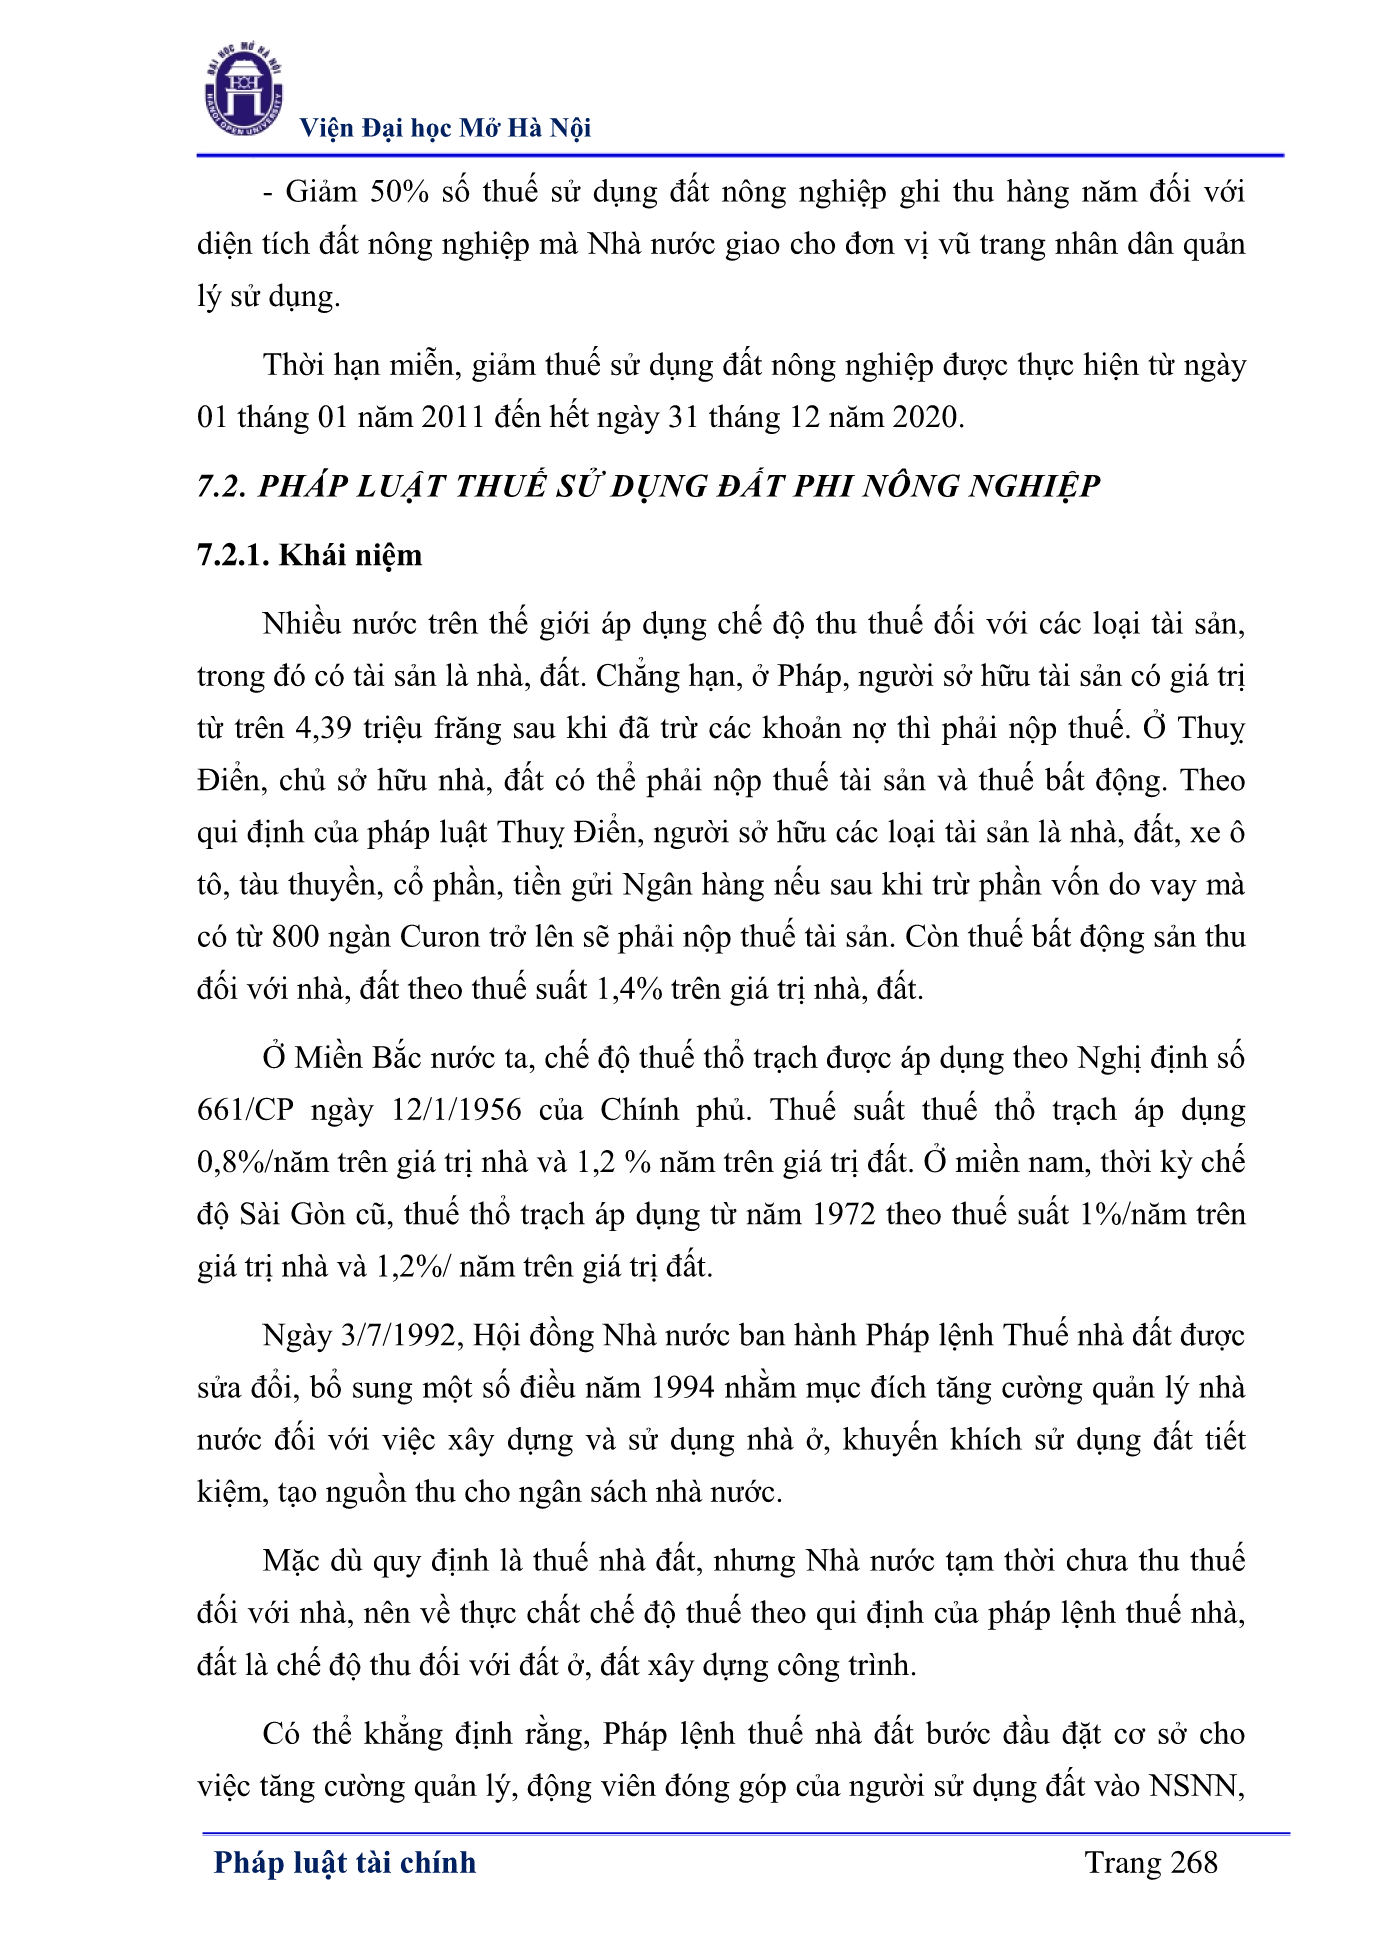 ĐẠI HỌC MỞ HÀ NỘI
HANOI OPEN UNIVERSITY
Viện Đại học Mở Hà Nội
- Giảm 50% số thuế sử dụng đất nông nghiệp ghi thu hàng năm đối với
diện tích đất nông nghiệp mà Nhà nước giao cho đơn vị vũ trang nhân dân quản
lý sử dụng.
Thời hạn miễn, giảm thuế sử dụng đất nông nghiệp được thực hiện từ ngày
01 tháng 01 năm 2011 đến hết ngày 31 tháng 12 năm 2020.
7.2. PHÁP LUẬT THUẾ SỬ DỤNG ĐẤT PHI NÔNG NGHIỆP
7.2.1. Khái niệm
Nhiều nước trên thế giới áp dụng chế độ thu thuế đối với các loại tài sản,
trong đó có tài sản là nhà, đất. Chẳng hạn, ở Pháp, người sở hữu tài sản có giá trị
từ trên 4,39 triệu frăng sau khi đã trừ các khoản nợ thì phải nộp thuế. Ở Thuỵ
Điển, chủ sở hữu nhà, đất có thể phải nộp thuế tài sản và thuế bất động. Theo
qui định của pháp luật Thuỵ Điển, người sở hữu các loại tài sản là nhà, đất, xe ô
tô, tàu thuyền, cổ phần, tiền gửi Ngân hàng nếu sau khi trừ phần vốn do vay mà
có từ 800 ngàn Curon trở lên sẽ phải nộp thuế tài sản. Còn thuế bất động sản thu
đối với nhà, đất theo thuế suất 1,4% trên giá trị nhà, đất.
Ở Miền Bắc nước ta, chế độ thuế thổ trạch được áp dụng theo Nghị định số
661/CP ngày 12/1/1956 của Chính phủ. Thuế suất thuế thổ trạch áp dụng
0,8%/năm trên giá trị nhà và 1,2 % năm trên giá trị đất. Ở miền nam, thời kỳ chế
độ Sài Gòn cũ, thuế thổ trạch áp dụng từ năm 1972 theo thuế suất 1%/năm trên
giá trị nhà và 1,2%/ năm trên giá trị đất.
Ngày 3/7/1992, Hội đồng Nhà nước ban hành Pháp lệnh Thuế nhà đất được
sửa đổi, bổ sung một số điều năm 1994 nhằm mục đích tăng cường quản lý nhà
nước đối với việc xây dựng và sử dụng nhà ở, khuyến khích sử dụng đất tiết
kiệm, tạo nguồn thu cho ngân sách nhà nước.
Mặc dù quy định là thuế nhà đất, nhưng Nhà nước tạm thời chưa thu thuế
đối với nhà, nên về thực chất chế độ thuế theo qui định của pháp lệnh thuế nhà,
đất là chế độ thu đối với đất ở, đất xây dựng công trình.
Có thể khẳng định rằng, Pháp lệnh thuế nhà đất bước đầu đặt cơ sở cho
việc tăng cường quản lý, động viên đóng góp của người sử dụng đất vào NSNN,
Pháp luật tài chính
Trang 268